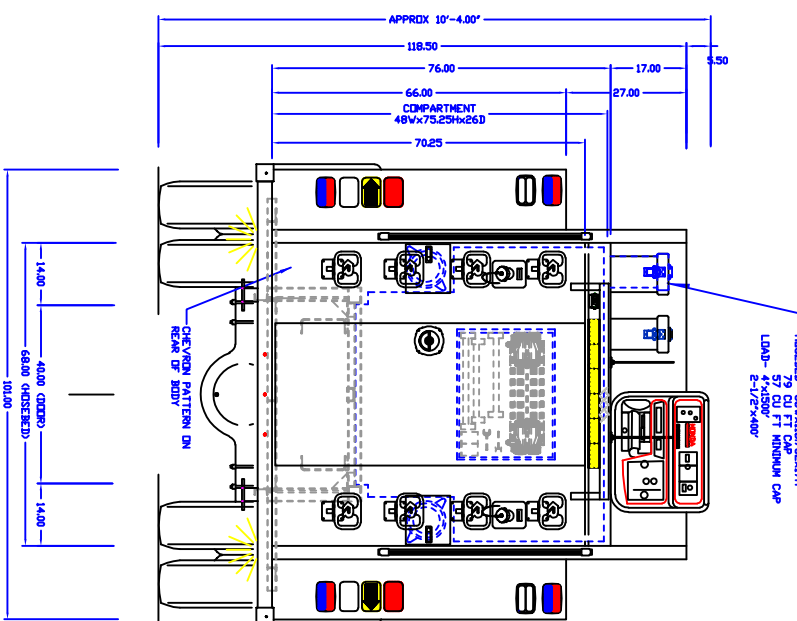 APPROX 10'-4.00"
118.50
5.50
76.00
17.00
66.00
27.00
COMPARTMENT
48Wx75.25Hx26D
70.25
79 CU FT CAP
57 CU FT MINIMUM CAP
LOAD- 4"x1500'
2-1/2"x400'
CHEVRON PATTERN ON
REAR OF BODY
14.00
40.00 (DOOR)
14.00
68.00 (HOSEBED)
101.00
HONDA